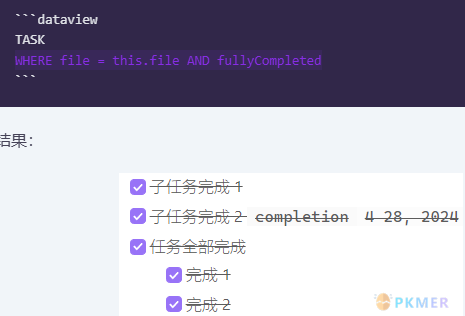 ```dataview
TASK
WHERE file = this.file AND fullyCompleted
```
结果:
子任务完成 1
子任务完成 2 completion 4 28, 2024
任务全部完成
完成 1
完成 2
PKMER